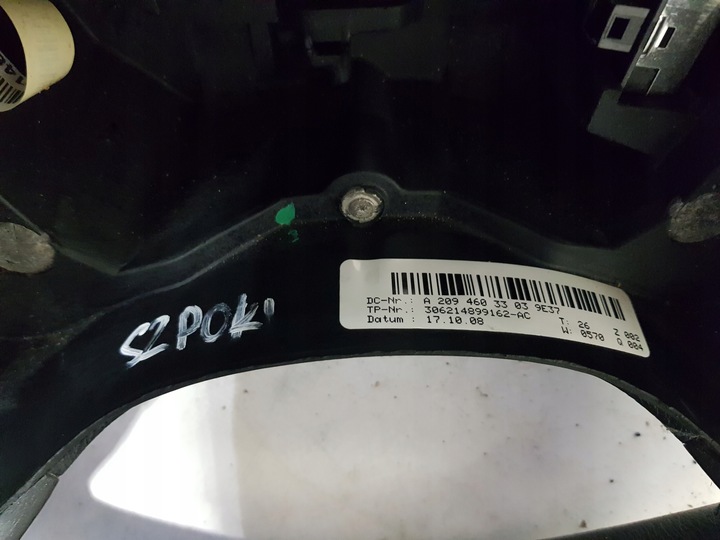 DC-Nr.: A 209 460 33 03 9E37
TP-Nr.: 306214899162-AC
Datum : 17.10.08
T: 26 Z 002
W: 0570 Q 004
SZPOKI
3